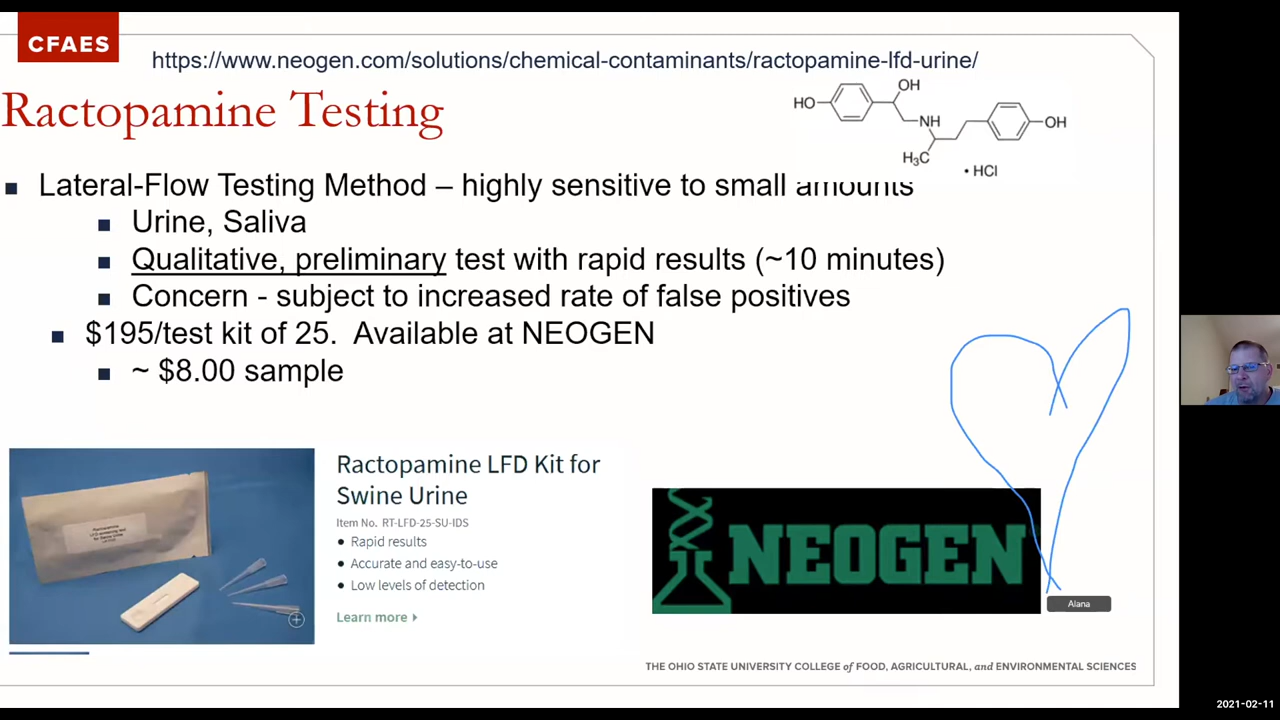 CFAES
https://www.neogen.com/solutions/chemical-contaminants/ractopamine-lfd-urine/
Ractopamine Testing
HO
OH
NH
OH
H₃C
• HCl
Lateral-Flow Testing Method – highly sensitive to small amounts
Urine, Saliva
Qualitative, preliminary test with rapid results (~10 minutes)
Concern - subject to increased rate of false positives
$195/test kit of 25. Available at NEOGEN
~ $8.00 sample
Ractopamine LFD Kit for
Swine Urine
Item No. RT-LFD-25-SU-IDS
Rapid results
Accurate and easy-to-use
Low levels of detection
Learn more
NEOGEN
Alana
THE OHIO STATE UNIVERSITY COLLEGE of FOOD, AGRICULTURAL, and ENVIRONMENTAL SCIENCES
2021-02-11